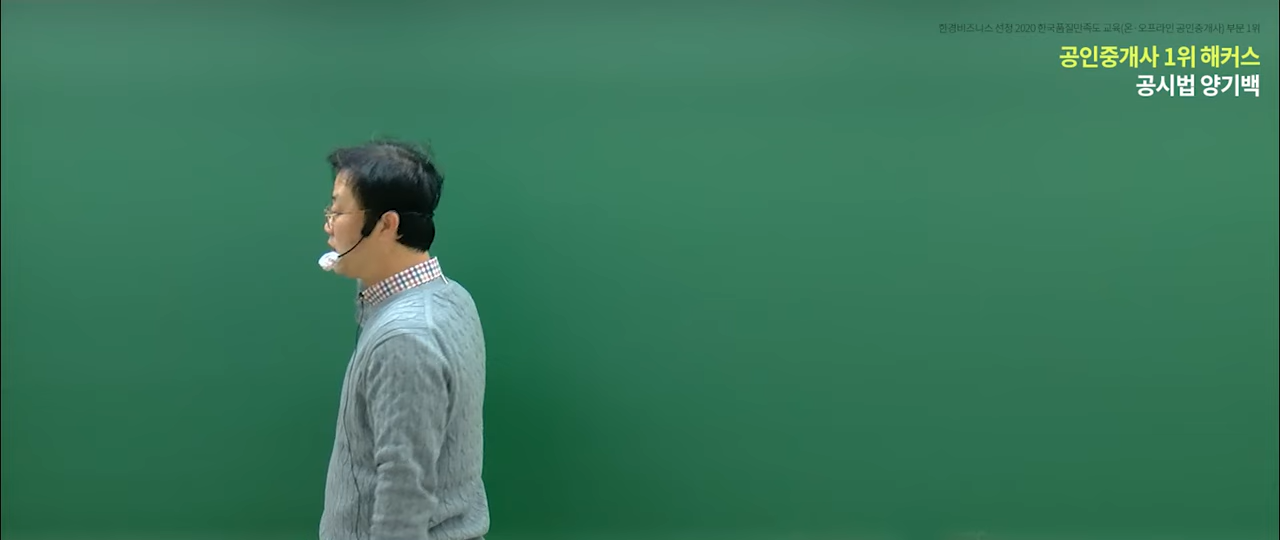 한경비즈니스 선정 2020 한국품질만족도 교육(온·오프라인 공인중개사) 부문 1위
공인중개사 1위 해커스
공시법 양기백